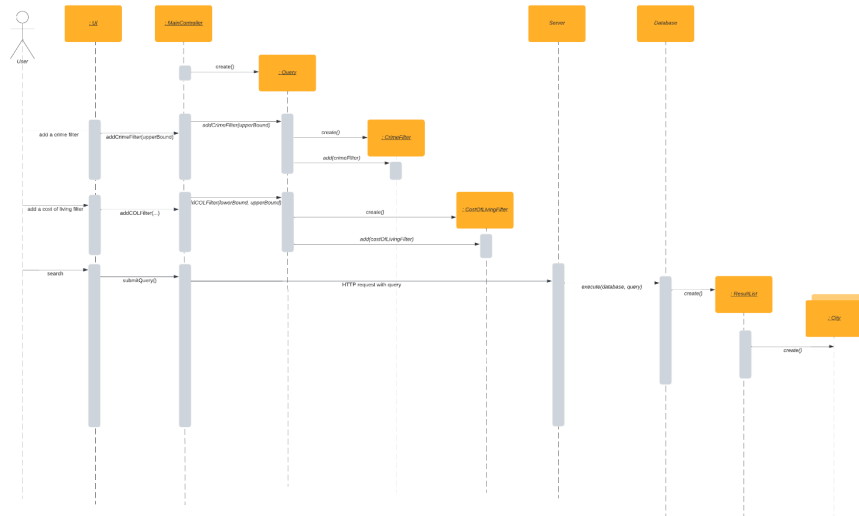 : UI
: MainController
Server
Database
User
create()
: Query
add a crime filter
addCrimeFilter(upperBound)
addCrimeFilter(upperBound)
create()
: CrimeFilter
add(crimeFilter)
add a cost of living filter
addCOLFilter(...)
COLFilter(lowerBound, upperBound)
create()
: CostOfLivingFilter
add(costOfLivingFilter)
search
submitQuery()
HTTP request with query
execute(database, query)
create()
: ResultList
: City
create()